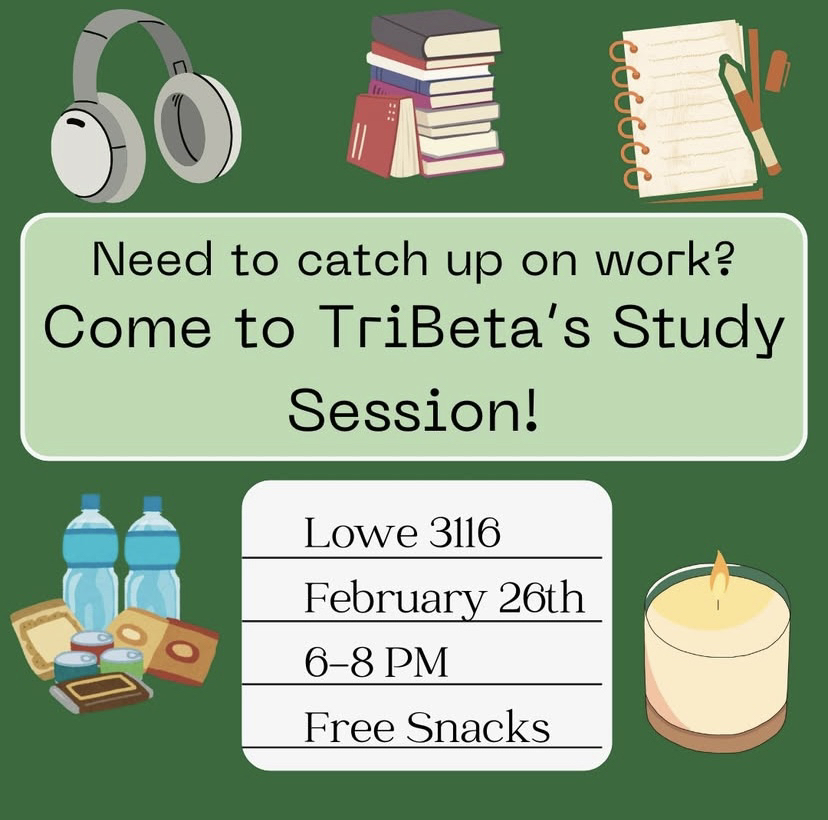 Need to catch up on work?
Come to TriBeta's Study
Session!
Lowe 3116
February 26th
6–8 PM
Free Snacks